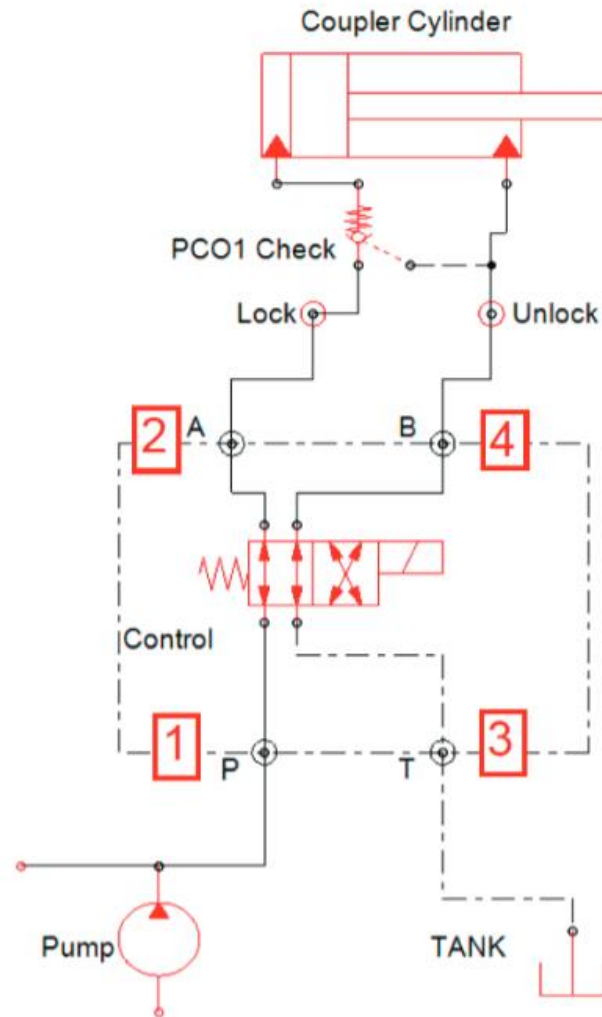 Coupler Cylinder
PCO1 Check
Lock
Unlock
2
A
B
4
Control
1
P
T
3
Pump
TANK